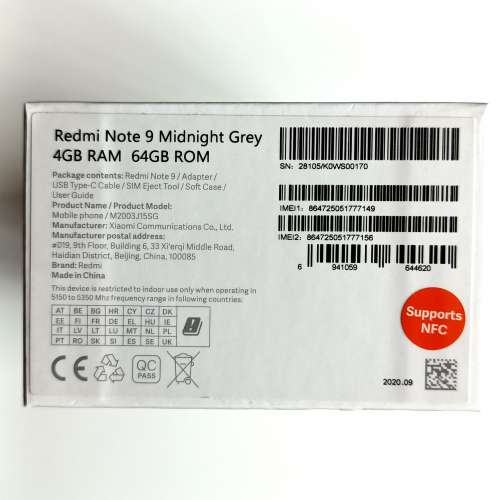 Redmi Note 9 Midnight Grey
4GB RAM 64GB ROM
Package contents: Redmi Note 9 / Adapter /
USB Type-C Cable / SIM Eject Tool / Soft Case /
User Guide
Product Name / Product Model:
Mobile phone / M2003J15SG
Manufacturer: Xiaomi Communications Co., Ltd.
Manufacturer postal address:
#019, 9th Floor, Building 6, 33 Xi'erqi Middle Road,
Haidian District, Beijing, China, 100085
Brand: Redmi
Made in China
This device is restricted to indoor use only when operating in
5150 to 5350 Mhz frequency range in following countries:
AT BE BG HR CY CZ DK
EE FI FR DE EL HU IE
IT LV LT LU MT NL PL
PT RO SK SI ES SE UK
CE
QC
PASS
SN: 28105/K0WS00170
IMEI1: 864725051777149
IMEI2: 864725051777156
6 941059 644620
Supports
NFC
2020.09